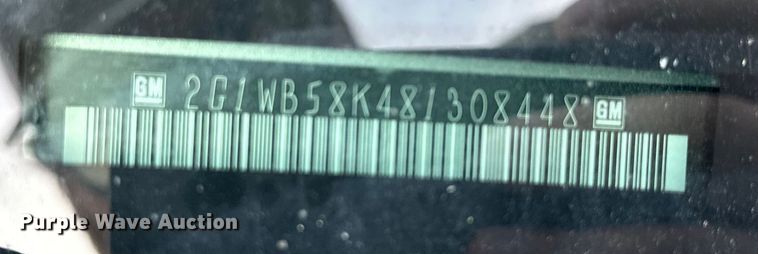 GM 2G1WB58K481308448 GM
Purple Wave Auction